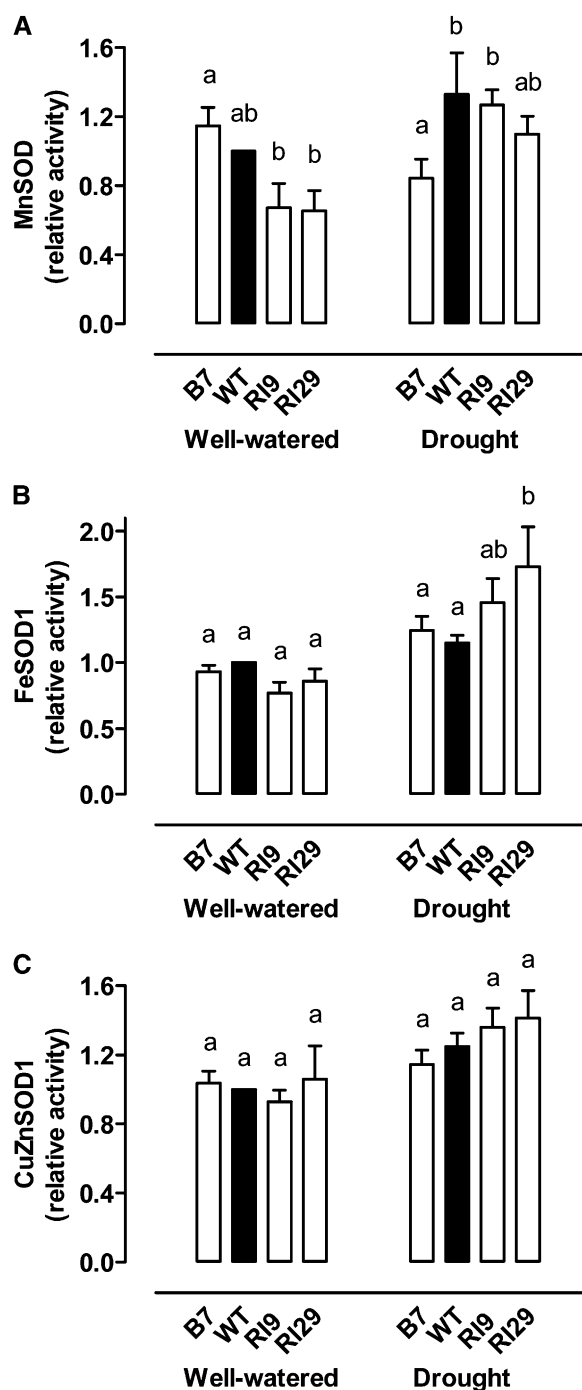 A
MnSOD
(relative activity)
1.6
1.2
0.8
0.4
0.0
a
ab
b
b
a
b
b
ab
B7
WT
RI9
RI29
B7
WT
RI9
RI29
Well-watered
Drought
B
FeSOD1
(relative activity)
2.0
1.5
1.0
0.5
0.0
a
a
a
a
a
a
ab
b
B7
WT
RI9
RI29
B7
WT
RI9
RI29
Well-watered
Drought
C
CuZnSOD1
(relative activity)
1.6
1.2
0.8
0.4
0.0
a
a
a
a
a
a
a
a
B7
WT
RI9
RI29
B7
WT
RI9
RI29
Well-watered
Drought